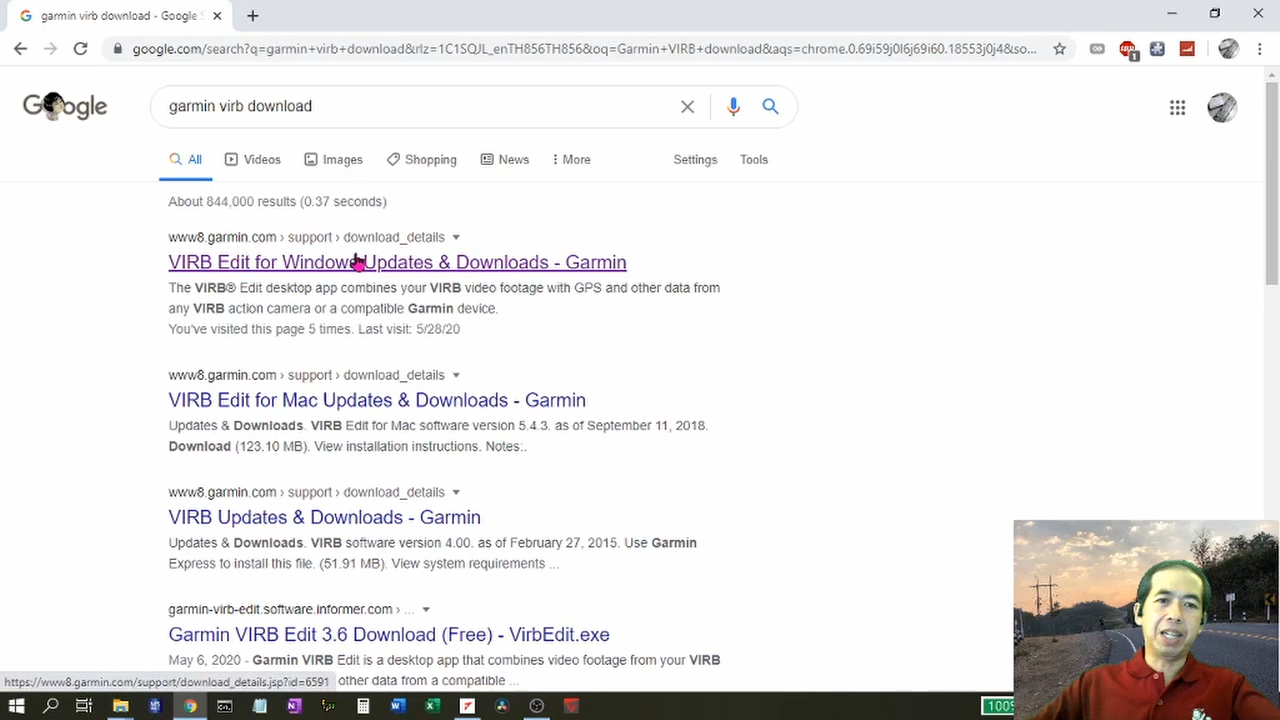 garmin virb download - Google S
google.com/search?q=garmin+virb+download&rlz=1C1SQJL_enTH856TH856&oq=Garmin+VIRB+download&aqs=chrome.0.69i59j0l6j69i60.18553j0j4&so...
1
Google
garmin virb download
All
Videos
Images
Shopping
News
More
Settings
Tools
About 844,000 results (0.37 seconds)
www8.garmin.com › support › download_details
VIRB Edit for Windows Updates & Downloads - Garmin
The VIRB® Edit desktop app combines your VIRB video footage with GPS and other data from
any VIRB action camera or a compatible Garmin device.
You've visited this page 5 times. Last visit: 5/28/20
www8.garmin.com › support › download_details
VIRB Edit for Mac Updates & Downloads - Garmin
Updates & Downloads. VIRB Edit for Mac software version 5.4.3. as of September 11, 2018.
Download (123.10 MB). View installation instructions. Notes:.
www8.garmin.com › support › download_details
VIRB Updates & Downloads - Garmin
Updates & Downloads. VIRB software version 4.00. as of February 27, 2015. Use Garmin
Express to install this file. (51.91 MB). View system requirements ...
garmin-virb-edit.software.informer.com › ...
Garmin VIRB Edit 3.6 Download (Free) - VirbEdit.exe
May 6, 2020 - Garmin VIRB Edit is a desktop app that combines video footage from your VIRB
other data from a compatible ...
https://www8.garmin.com/support/download_details.jsp?id=6591
100%